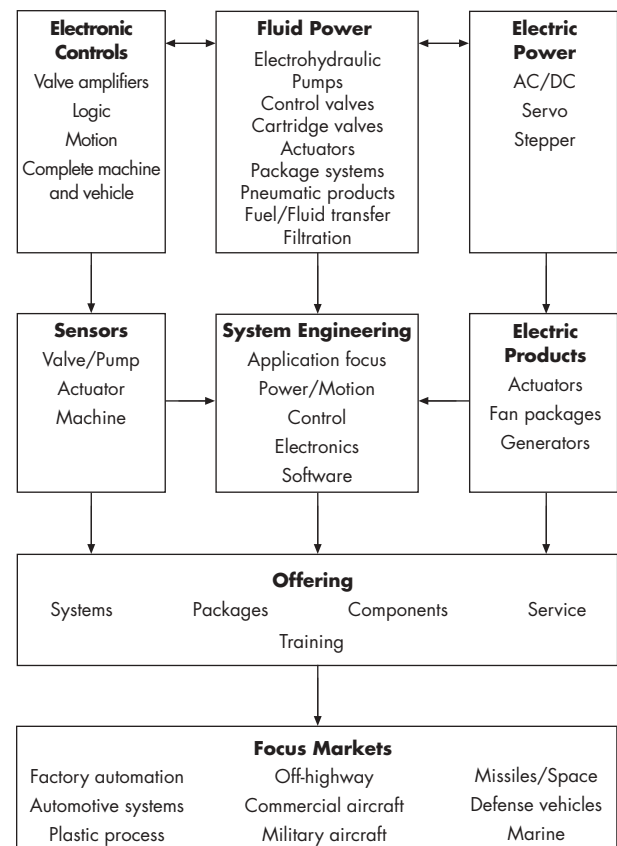 Electronic
Controls
Valve amplifiers
Logic
Motion
Complete machine
and vehicle
Fluid Power
Electrohydraulic
Pumps
Control valves
Cartridge valves
Actuators
Package systems
Pneumatic products
Fuel/Fluid transfer
Filtration
Electric
Power
AC/DC
Servo
Stepper
Sensors
Valve/Pump
Actuator
Machine
System Engineering
Application focus
Power/Motion
Control
Electronics
Software
Electric
Products
Actuators
Fan packages
Generators
Offering
Systems Packages Components Service
Training
Focus Markets
Factory automation Off-highway Missiles/Space
Automotive systems Commercial aircraft Defense vehicles
Plastic process Military aircraft Marine